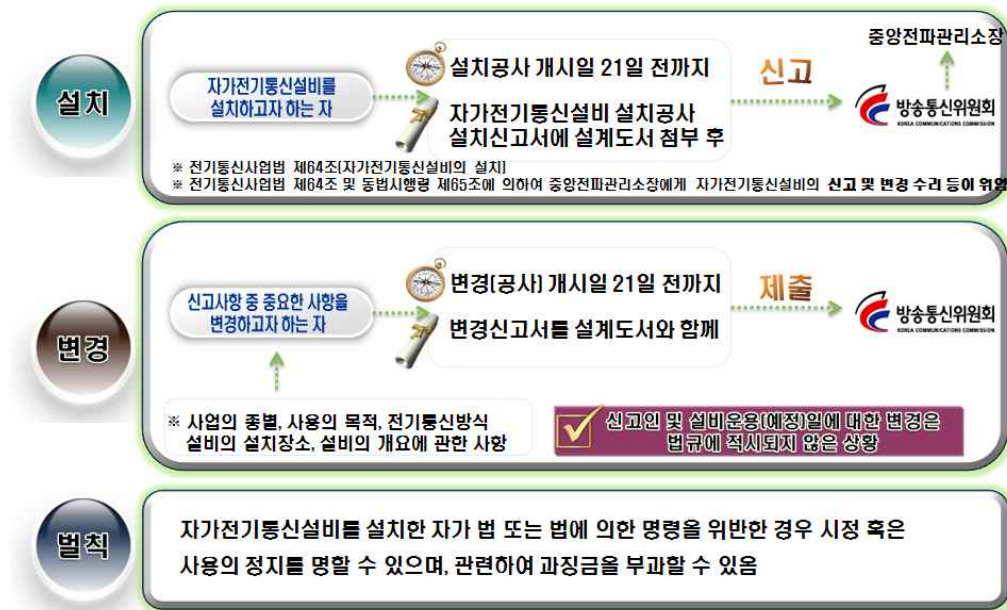 설치
자가전기통신설비를
설치하고자 하는 자
설치공사 개시일 21일 전까지
자가전기통신설비 설치공사
설치신고서에 설계도서 첨부 후
신고
중앙전파관리소장
방송통신위원회
KOREA COMMUNICATIONS COMMISSION
※ 전기통신사업법 제64조[자가전기통신설비의 설치]
※ 전기통신사업법 제64조 및 동법시행령 제65조에 의하여 중앙전파관리소장에게 자가전기통신설비의 신고 및 변경 수리 등이 위임
변경
신고사항 중 중요한 사항을
변경하고자 하는 자
변경(공사) 개시일 21일 전까지
변경신고서를 설계도서와 함께
제출
방송통신위원회
KOREA COMMUNICATIONS COMMISSION
※ 사업의 종별, 사용의 목적, 전기통신방식
설비의 설치장소, 설비의 개요에 관한 사항
신고인 및 설비운용(예정)일에 대한 변경은
법규에 적시되지 않은 상황
벌칙
자가전기통신설비를 설치한 자가 법 또는 법에 의한 명령을 위반한 경우 시정 혹은
사용의 정지를 명할 수 있으며, 관련하여 과징금을 부과할 수 있음